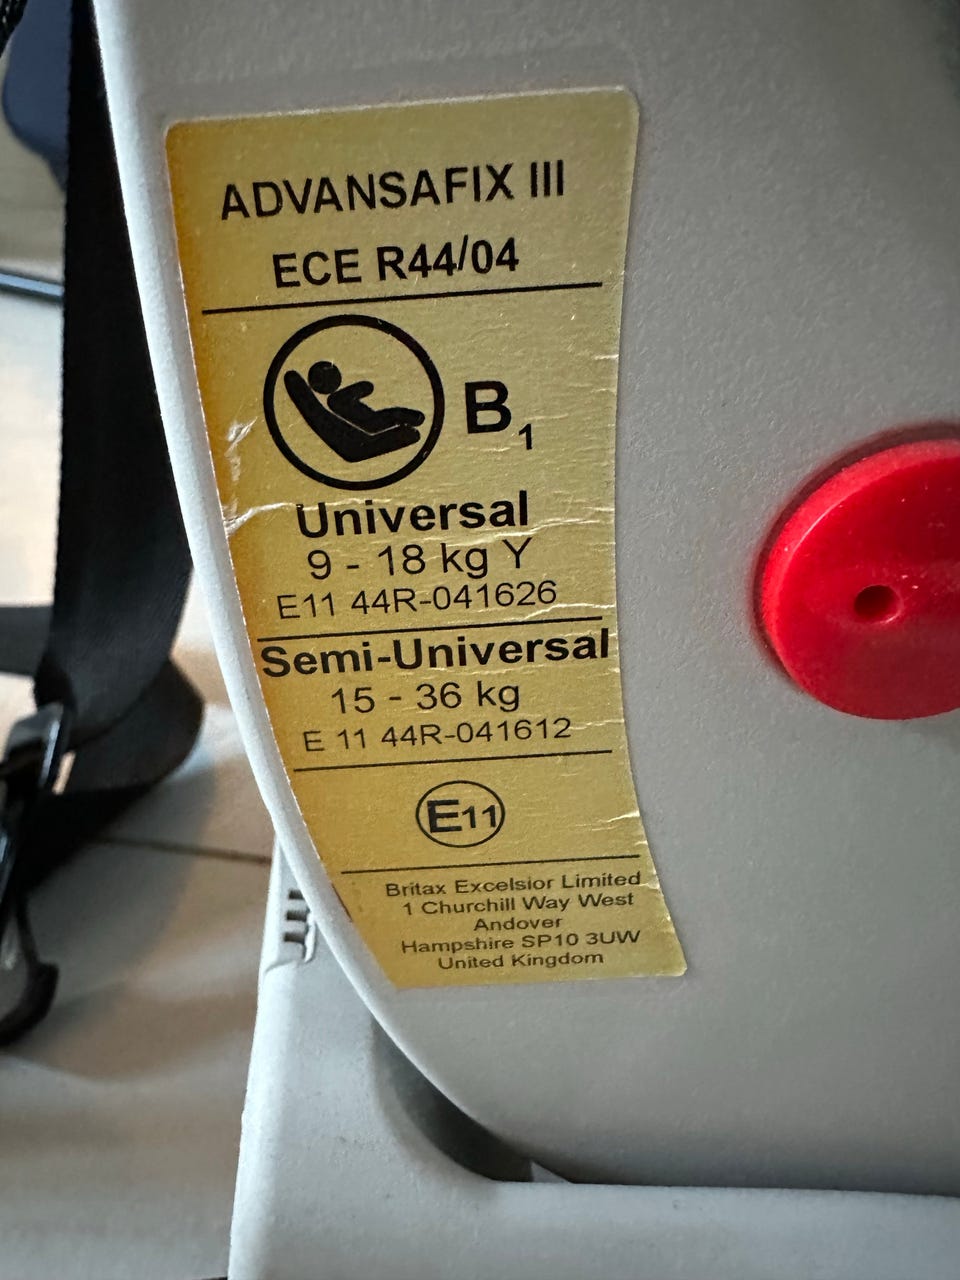 ADVANSAFIX III
ECE R44/04
B1
Universal
9 - 18 kg Y
E11 44R-041626
Semi-Universal
15 - 36 kg
E 11 44R-041612
E11
Britax Excelsior Limited
1 Churchill Way West
Andover
Hampshire SP10 3UW
United Kingdom